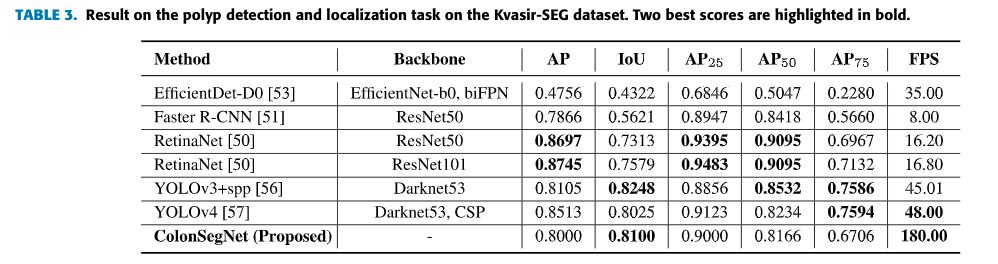 TABLE 3. Result on the polyp detection and localization task on the Kvasir-SEG dataset. Two best scores are highlighted in bold.
Method Backbone AP IoU AP25 AP50 AP75 FPS
EfficientDet-D0 [53] EfficientNet-b0, biFPN 0.4756 0.4322 0.6846 0.5047 0.2280 35.00
Faster R-CNN [51] ResNet50 0.7866 0.5621 0.8947 0.8418 0.5660 8.00
RetinaNet [50] ResNet50 0.8697 0.7313 0.9395 0.9095 0.6967 16.20
RetinaNet [50] ResNet101 0.8745 0.7579 0.9483 0.9095 0.7132 16.80
YOLOv3+spp [56] Darknet53 0.8105 0.8248 0.8856 0.8532 0.7586 45.01
YOLOv4 [57] Darknet53, CSP 0.8513 0.8025 0.9123 0.8234 0.7594 48.00
ColonSegNet (Proposed) - 0.8000 0.8100 0.9000 0.8166 0.6706 180.00